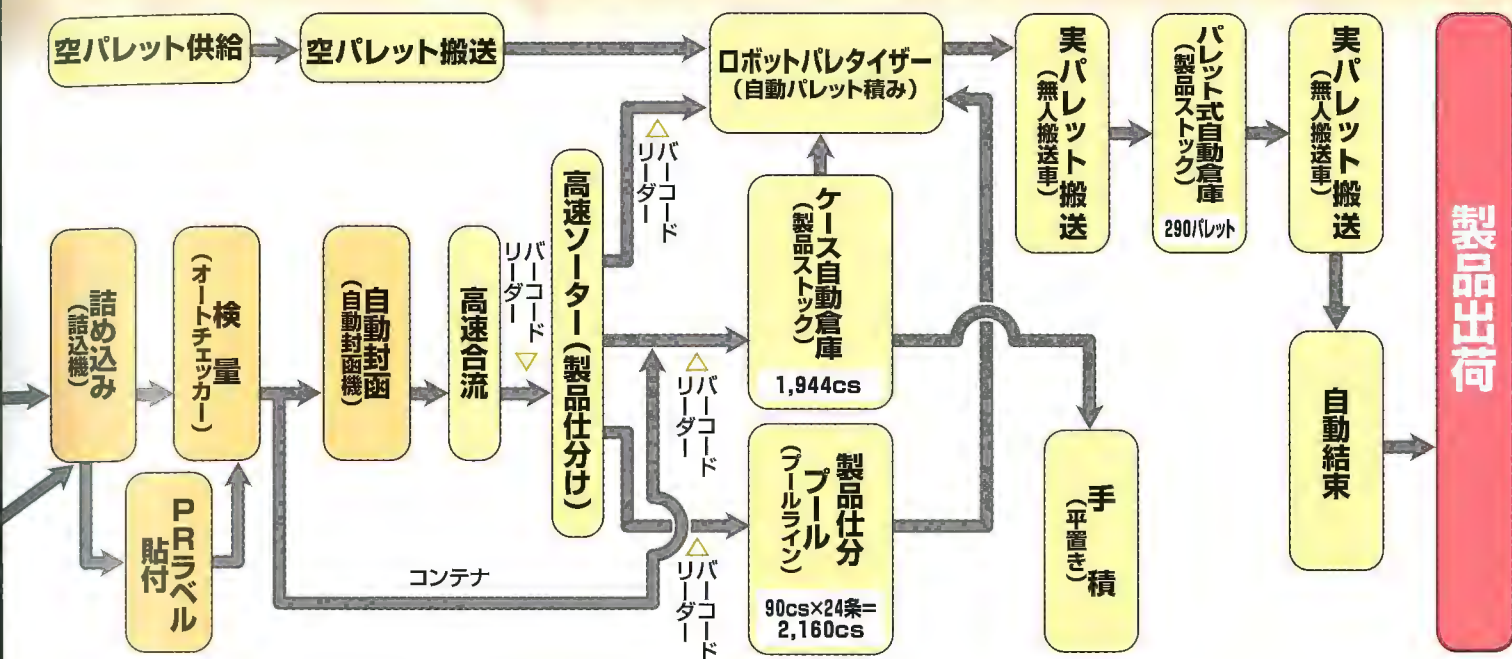 空パレット供給
空パレット搬送
ロボットパレタイザー
(自動パレット積み)
実パレット搬送
(無人搬送車)
パレット式自動倉庫
(製品ストック)
290パレット
実パレット搬送
(無人搬送車)
製品出荷
詰め込み
(詰込機)
検量
(オートチェッカー)
PRラベル
貼付
自動封函
(自動封函機)
高速合流
バーコード
リーダー
高速ソーター(製品仕分け)
バーコード
リーダー
バーコード
リーダー
バーコード
リーダー
コンテナ
ケース自動倉庫
(製品ストック)
1,944cs
製品仕分
プール
(プールライン)
90cs×24条=
2,160cs
手積
(平置き)
自動結束